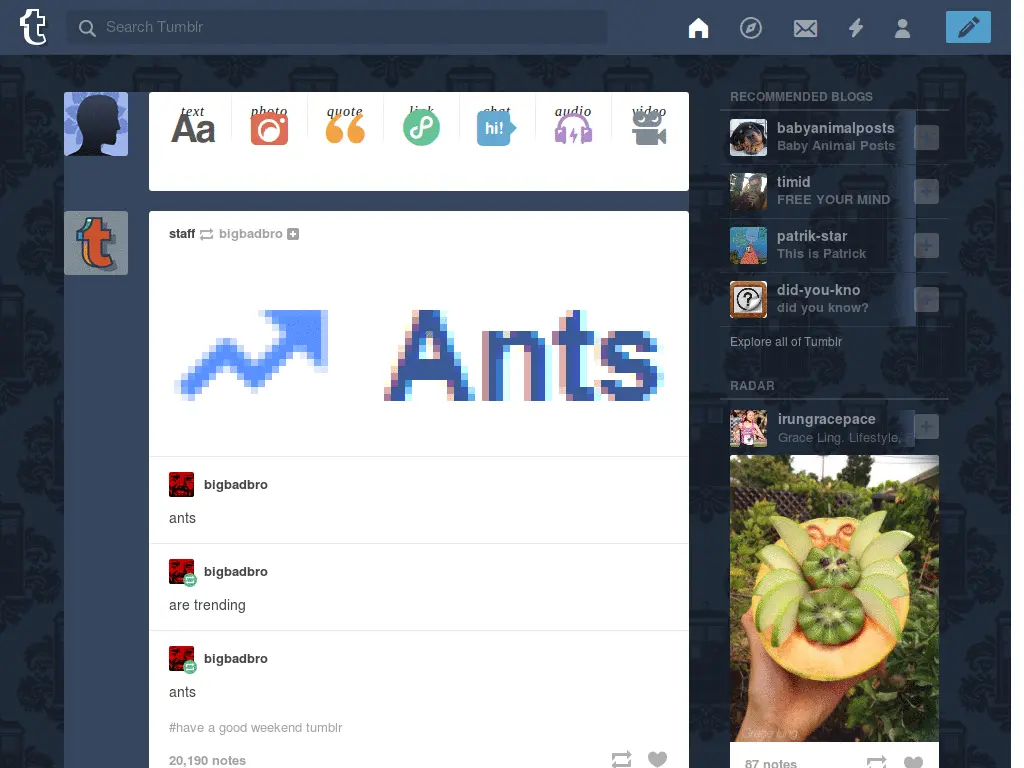 Search Tumblr
text
photo
quote
link
chat
audio
video
Aa
hi!
staff bigbadbro
Ants
bigbadbro
ants
bigbadbro
are trending
bigbadbro
ants
#have a good weekend tumblr
20,190 notes
RECOMMENDED BLOGS
babyanimalposts
Baby Animal Posts
timid
FREE YOUR MIND
patrik-star
This is Patrick
did-you-kno
did you know?
Explore all of Tumblr
RADAR
irungracepace
Grace Ling. Lifestyle,
Grace Ling
87 notes